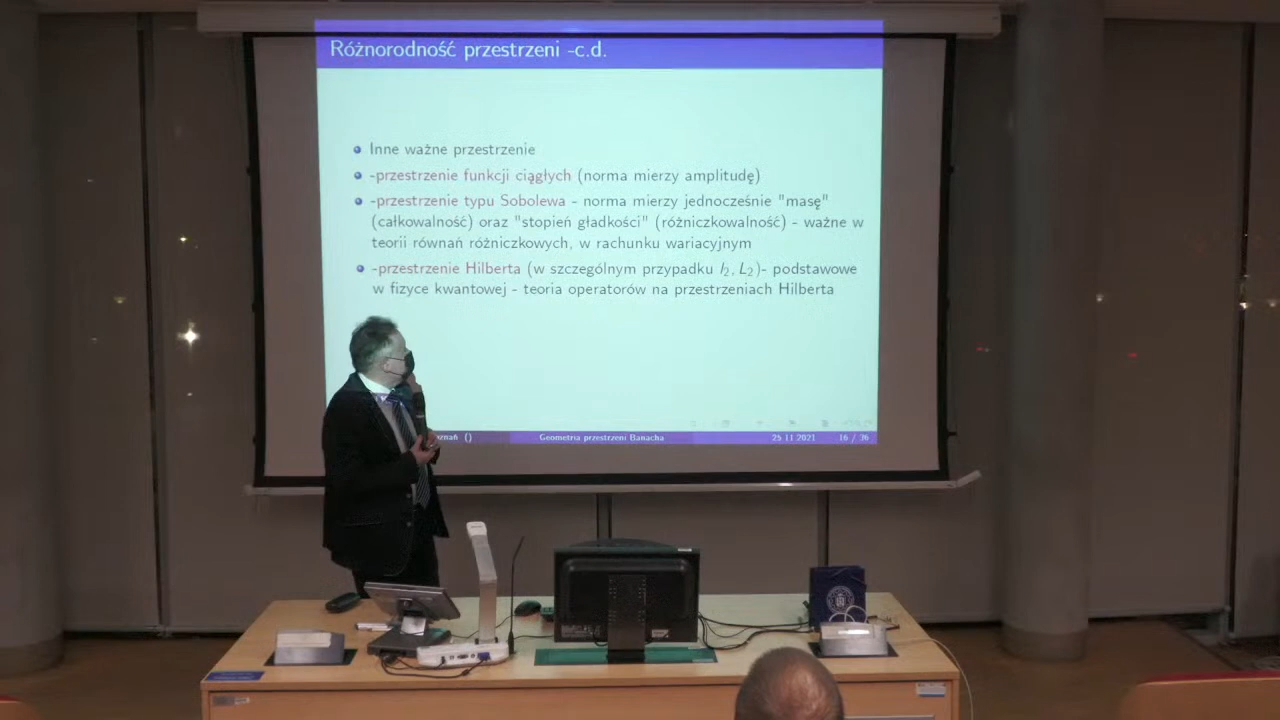 Różnorodność przestrzeni -c.d.
Inne ważne przestrzenie
-przestrzenie funkcji ciągłych (norma mierzy amplitudę)
-przestrzenie typu Sobolewa - norma mierzy jednocześnie "masę"
(całkowalność) oraz "stopień gładkości" (różniczkowalność) - ważne w
teorii równań różniczkowych, w rachunku wariacyjnym
-przestrzenie Hilberta (w szczególnym przypadku l₂, L₂)- podstawowe
w fizyce kwantowej - teoria operatorów na przestrzeniach Hilberta
znań () Geometria przestrzeni Banacha 25 11 2021 16 / 36